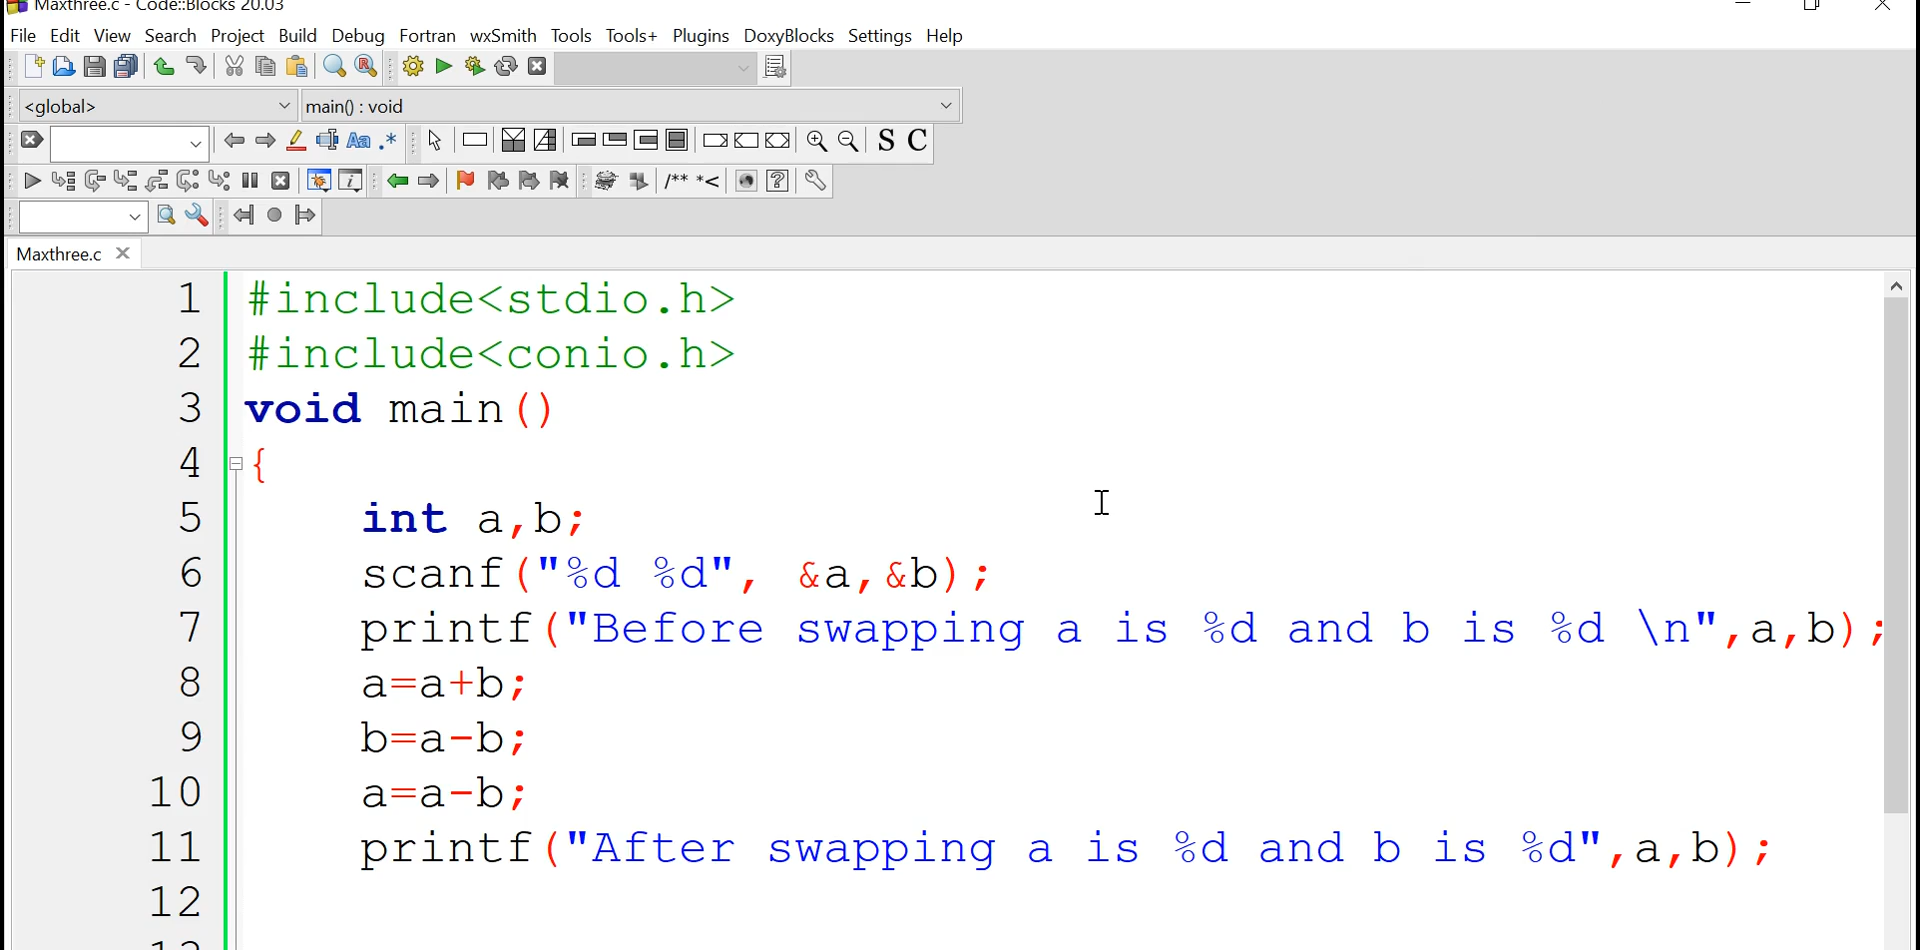 Maxthree.c - Code::Blocks 20.03
File Edit View Search Project Build Debug Fortran wxSmith Tools Tools+ Plugins DoxyBlocks Settings Help
<global> main() : void
Aa .* S C
/** *<
Maxthree.c
1 #include<stdio.h>
2 #include<conio.h>
3 void main()
4 {
5 int a,b;
6 scanf("%d %d", &a,&b);
7 printf("Before swapping a is %d and b is %d \n",a,b);
8 a=a+b;
9 b=a-b;
10 a=a-b;
11 printf("After swapping a is %d and b is %d",a,b);
12